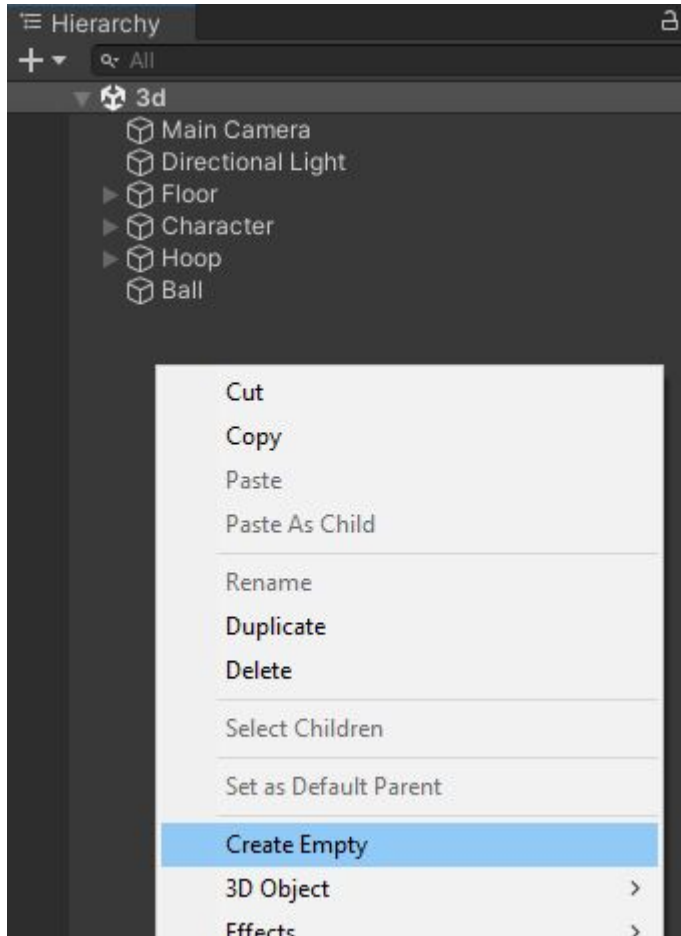 Hierarchy
All
3d
Main Camera
Directional Light
Floor
Character
Hoop
Ball
Cut
Copy
Paste
Paste As Child
Rename
Duplicate
Delete
Select Children
Set as Default Parent
Create Empty
3D Object
Effects